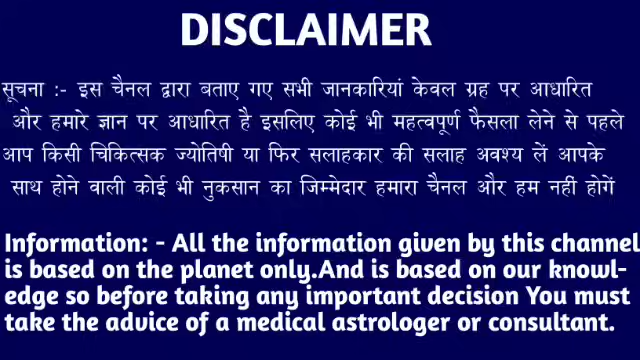 DISCLAIMER
सूचना :- इस चैनल द्वारा बताए गए सभी जानकारियां केवल ग्रह पर आधारित
और हमारे ज्ञान पर आधारित है इसलिए कोई भी महत्वपूर्ण फैसला लेने से पहले
आप किसी चिकित्सक ज्योतिषी या फिर सलाहकार की सलाह अवश्य लें आपके
साथ होने वाली कोई भी नुकसान का जिम्मेदार हमारा चैनल और हम नहीं होगें
Information: - All the information given by this channel
is based on the planet only.And is based on our knowl-
edge so before taking any important decision You must
take the advice of a medical astrologer or consultant.